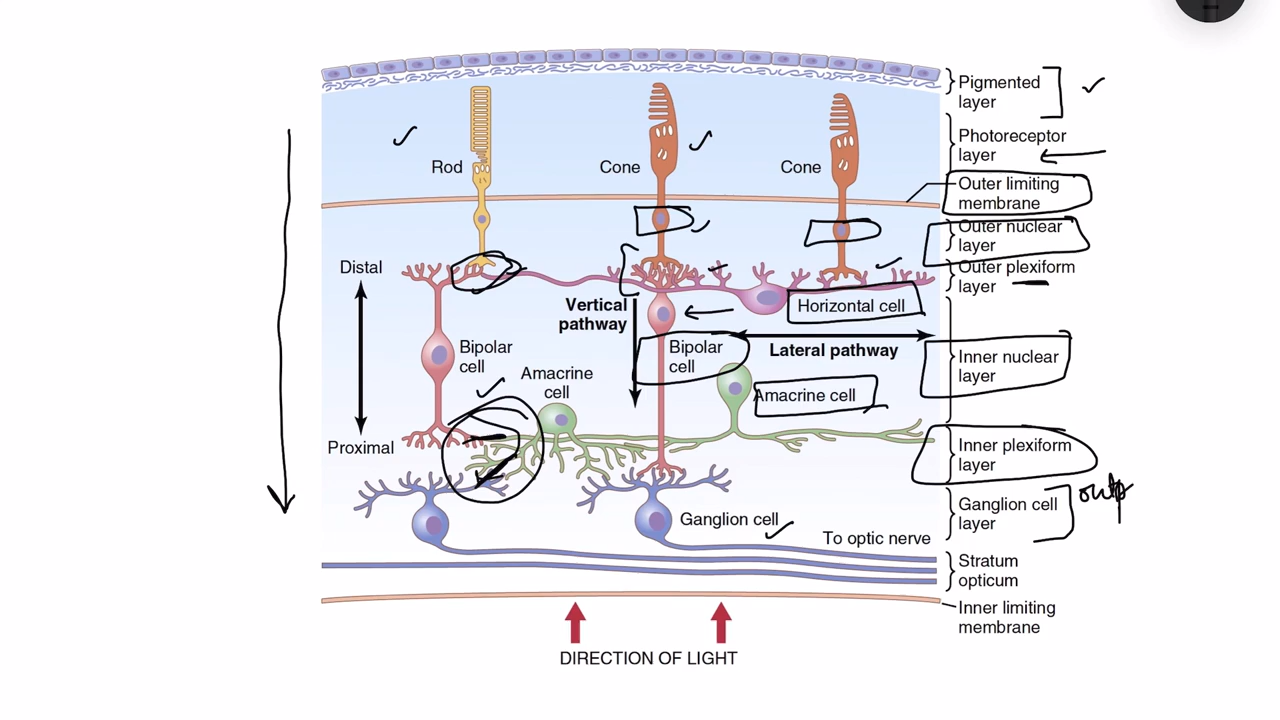 Pigmented
layer
Photoreceptor
layer
Rod
Cone
Cone
Outer limiting
membrane
Outer nuclear
layer
Distal
Outer plexiform
layer
Vertical
pathway
Horizontal cell
Bipolar
cell
Amacrine
cell
Bipolar
cell
Lateral pathway
Inner nuclear
layer
Amacrine cell
Proximal
Inner plexiform
layer
Ganglion cell
layer
Ganglion cell
To optic nerve
Stratum
opticum
Inner limiting
membrane
DIRECTION OF LIGHT